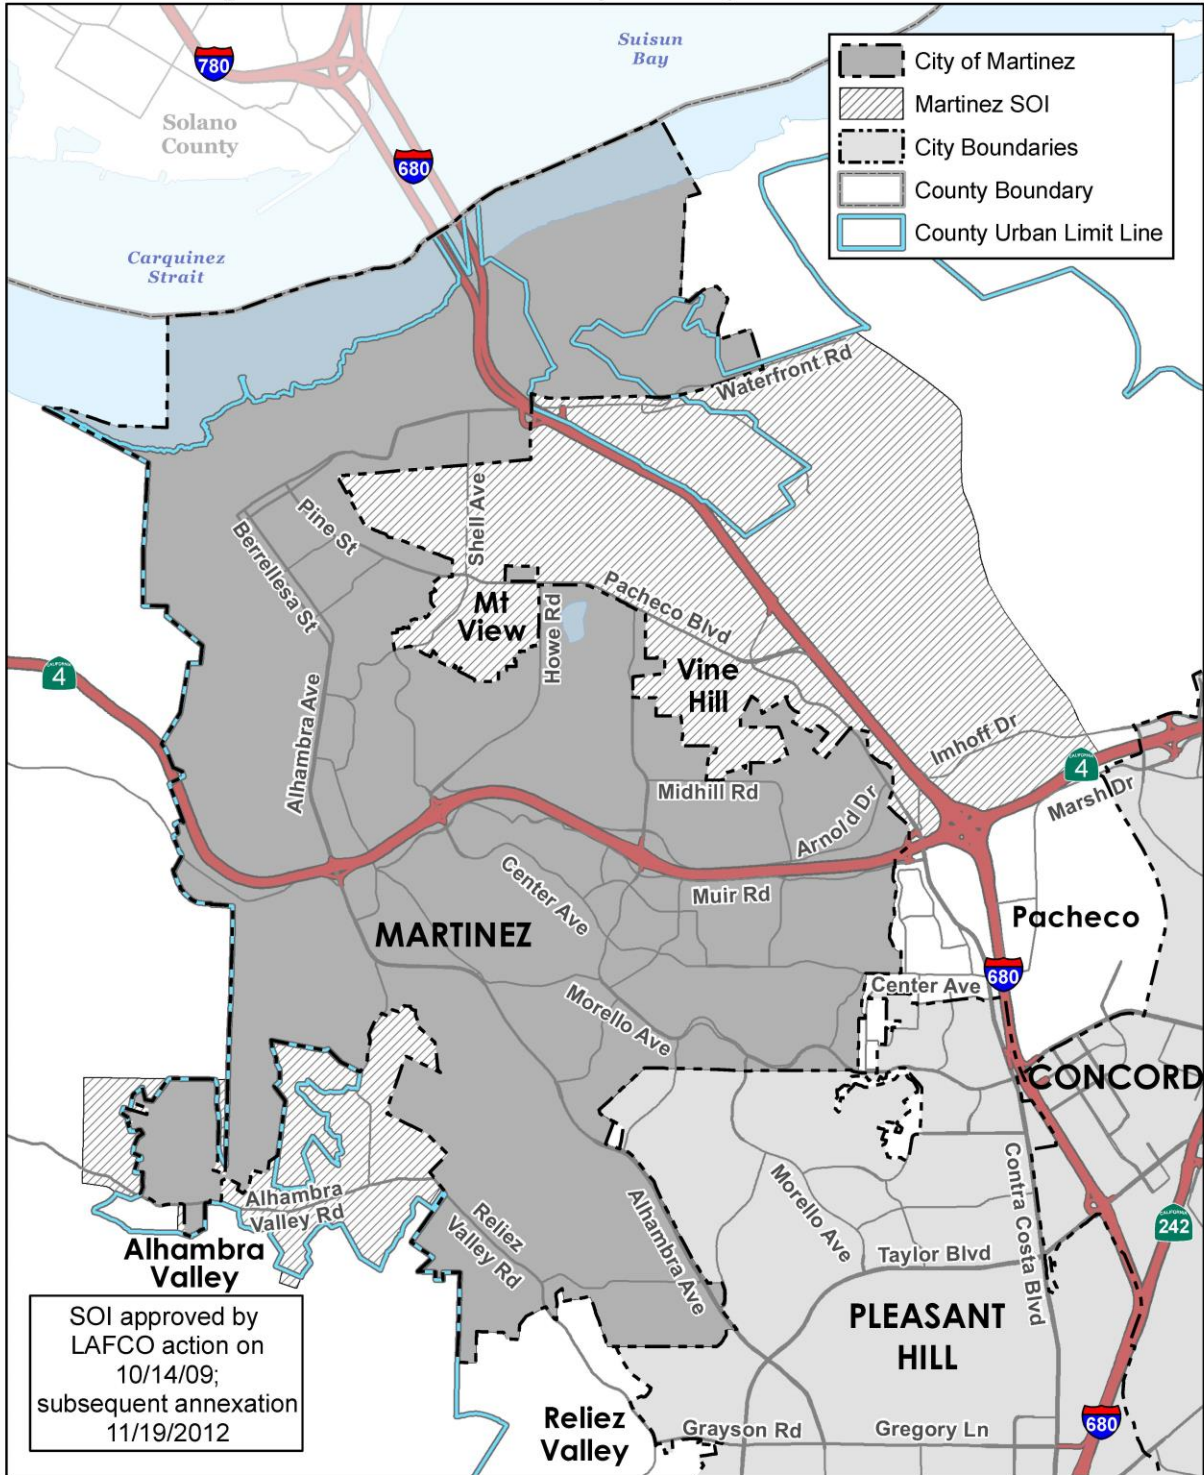 Suisun
Bay
780
Solano
County
680
Carquinez
Strait
City of Martinez
Martinez SOI
City Boundaries
County Boundary
County Urban Limit Line
Waterfront Rd
Shell Ave
Pine St
Berrellesa St
Mt
View
Howe Rd
Pacheco Blvd
Vine
Hill
CALIFORNIA
4
Alhambra Ave
Imhoff Dr
CALIFORNIA
4
Marsh Dr
Midhill Rd
Arnold Dr
Center Ave
Muir Rd
MARTINEZ
Pacheco
680
Center Ave
Morello Ave
CONCORD
Alhambra
Valley Rd
Reliez
Valley Rd
Alhambra Ave
Morello Ave
Contra Costa Blvd
CALIFORNIA
242
Taylor Blvd
Alhambra
Valley
PLEASANT
HILL
SOI approved by
LAFCO action on
10/14/09;
subsequent annexation
11/19/2012
Reliez
Valley
Grayson Rd
Gregory Ln
680